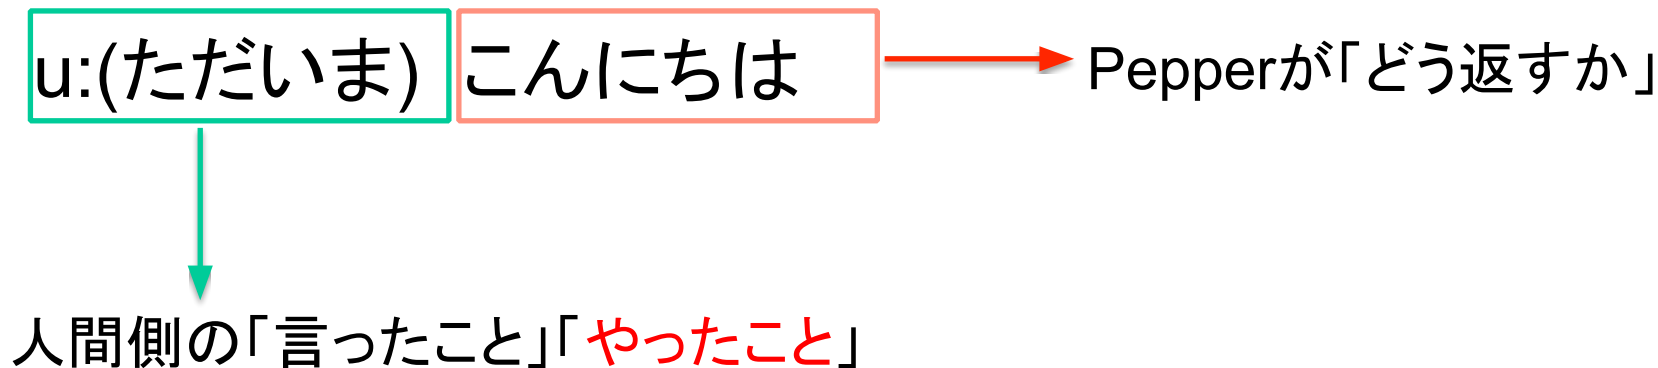 u:(ただいま) こんにちは
Pepperが「どう返すか」
人間側の「言ったこと」「やったこと」